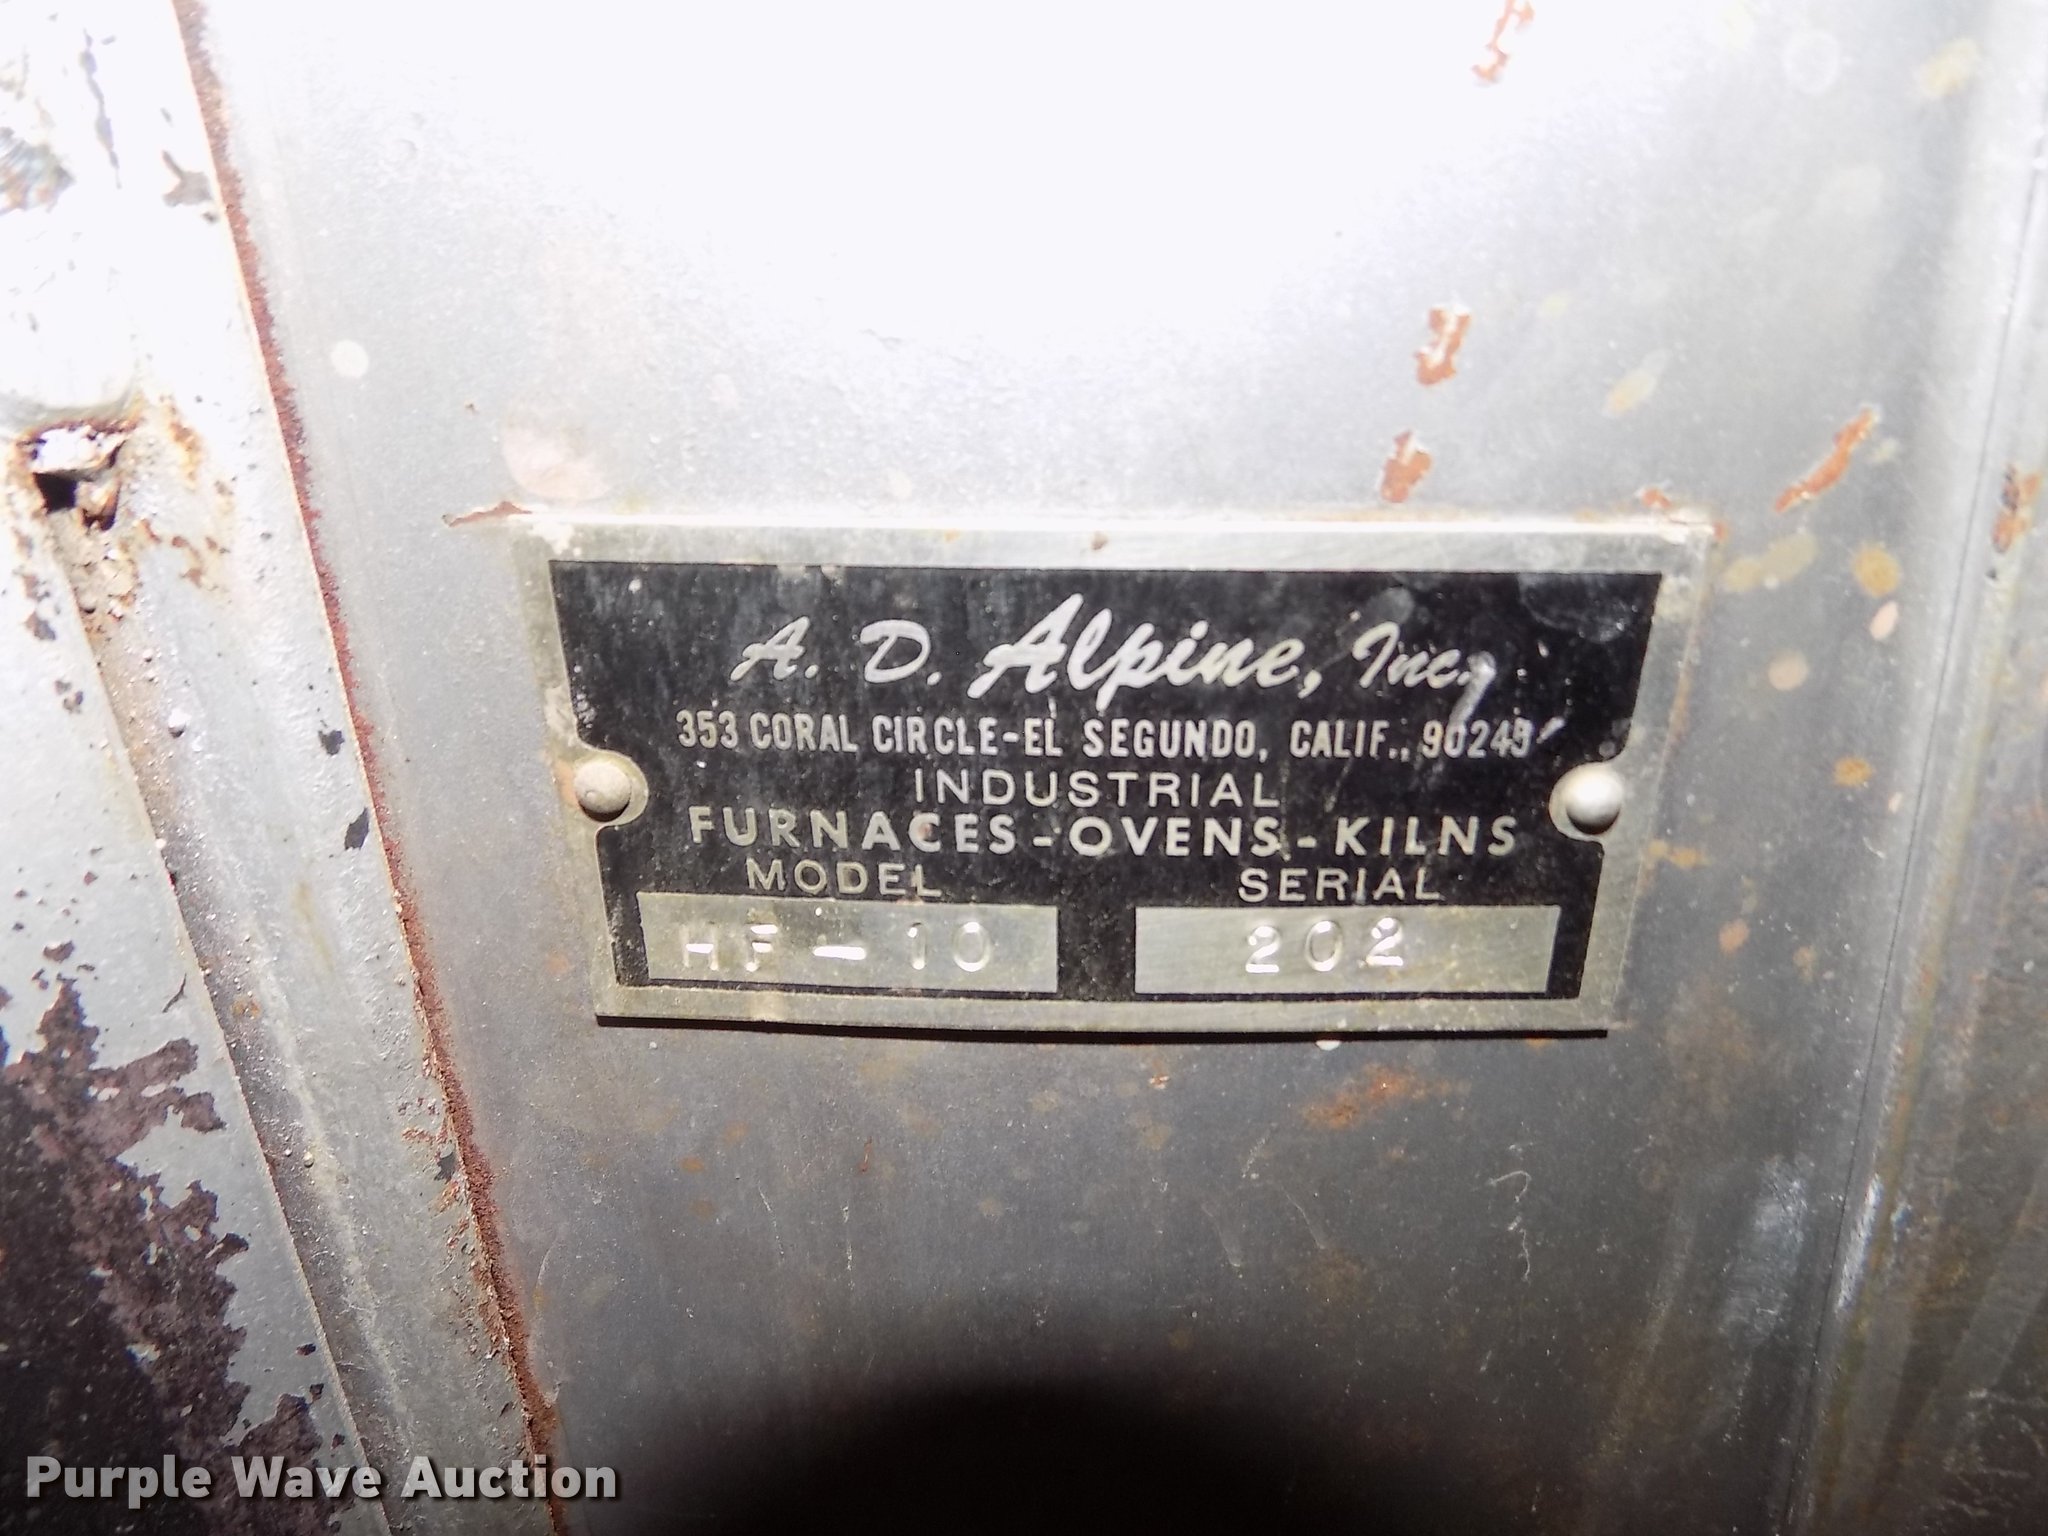 A. D. Alpine, Inc.
353 CORAL CIRCLE-EL SEGUNDO, CALIF., 90245
INDUSTRIAL
FURNACES-OVENS-KILNS
MODEL SERIAL
HF-10 202
Purple Wave Auction